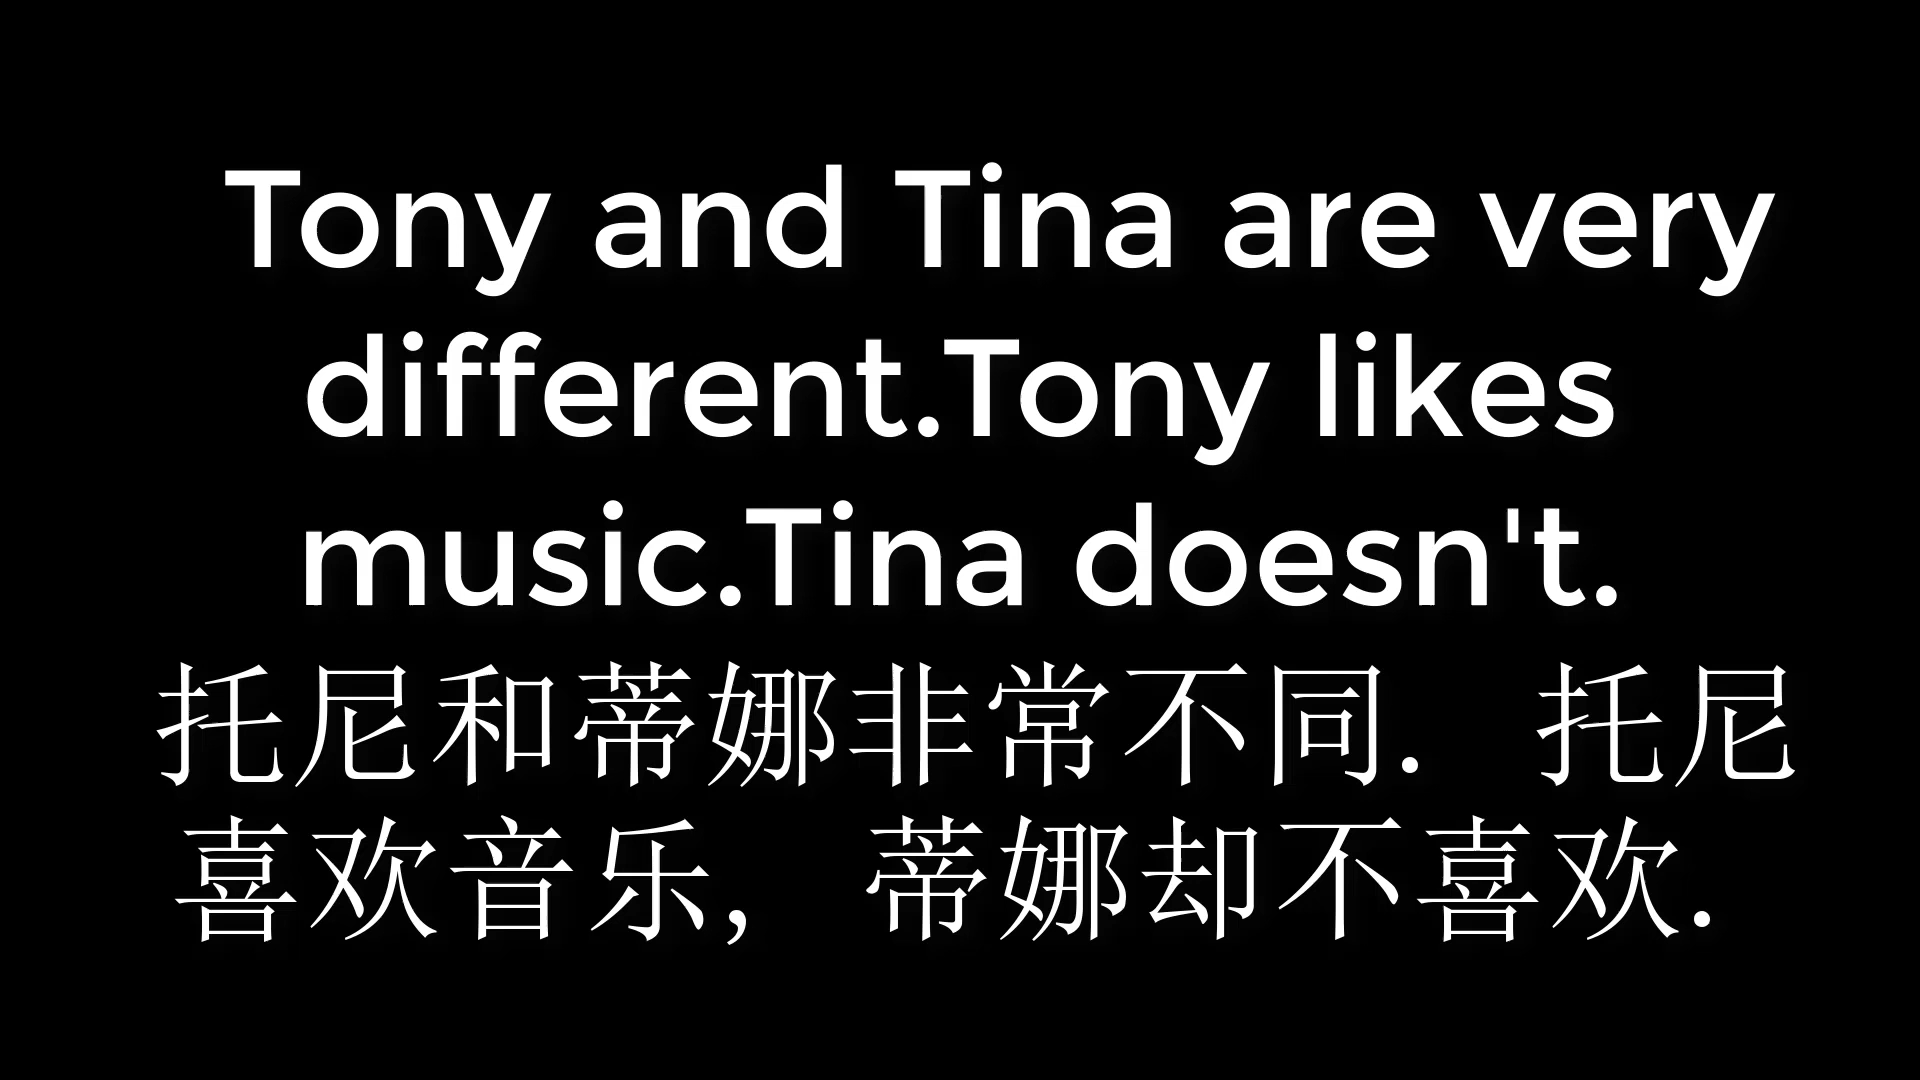 Tony and Tina are very
different.Tony likes
music.Tina doesn't.
托尼和蒂娜非常不同. 托尼
喜欢音乐, 蒂娜却不喜欢.